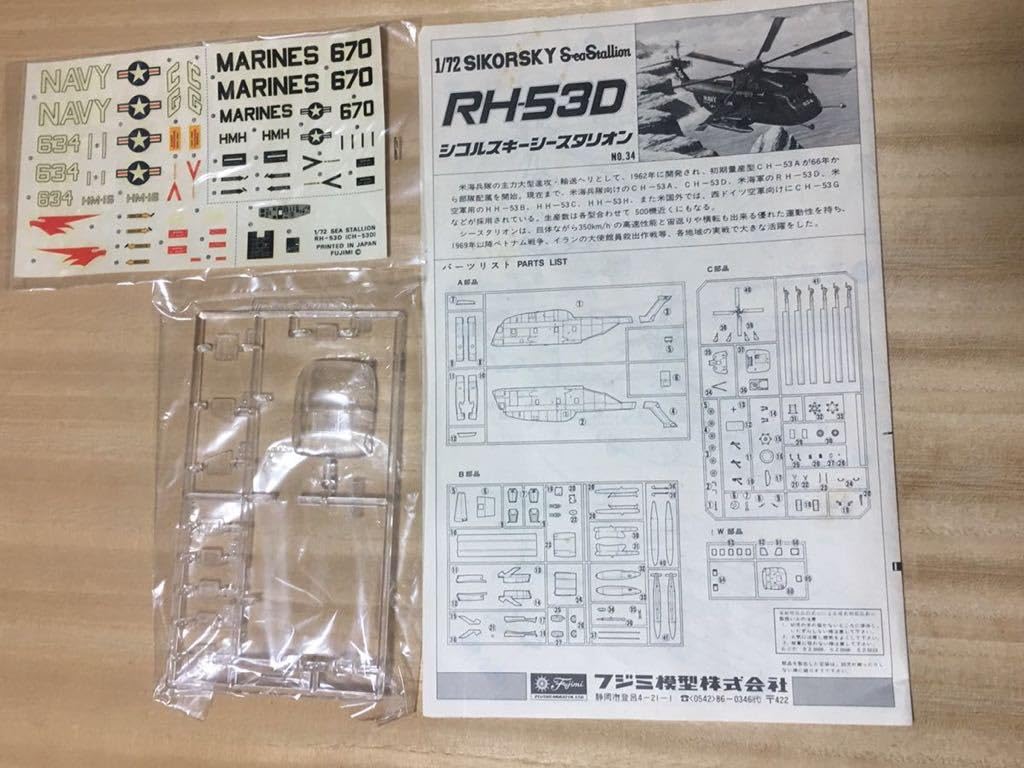 NAVY
NAVY
634
634
634 HM-16
MARINES 670
MARINES 670
MARINES 670
HMH HMH
1/72 SEA STALLION
RH-53D (CH-53D)
PRINTED IN JAPAN
FUJIMI ©
1/72 SIKORSKY SeaStallion
RH-53D
シコルスキーシースタリオン
NO.34
米海兵隊の主力大型進攻・輸送ヘリとして、1962年に開発され、初期量産型CH-53Aが66年か
ら部隊配属を開始。現在まで、米海兵隊向けのCH-53A、CH-53D、米海軍のRH-53D、米
空軍用のHH-53B、HH-53C、HH-53H、また米国外では、西ドイツ空軍向けにCH-53G
などが採用されている。生産数は各型合わせて500機近くにもなる。
シースタリオンは、巨体ながら350km/hの高速性能と宙返りや横転も出来る優れた運動性を持ち、
1969年以降ベトナム戦争、イランの大使館員救出作戦等、各地域の実戦で大きな活躍をした。
パーツリスト PARTS LIST
A部品
C部品
B部品
W部品
Fujimi
フジミ模型株式会社
静岡市登呂4-21-1 ☎<0542>86-0346代 〒422